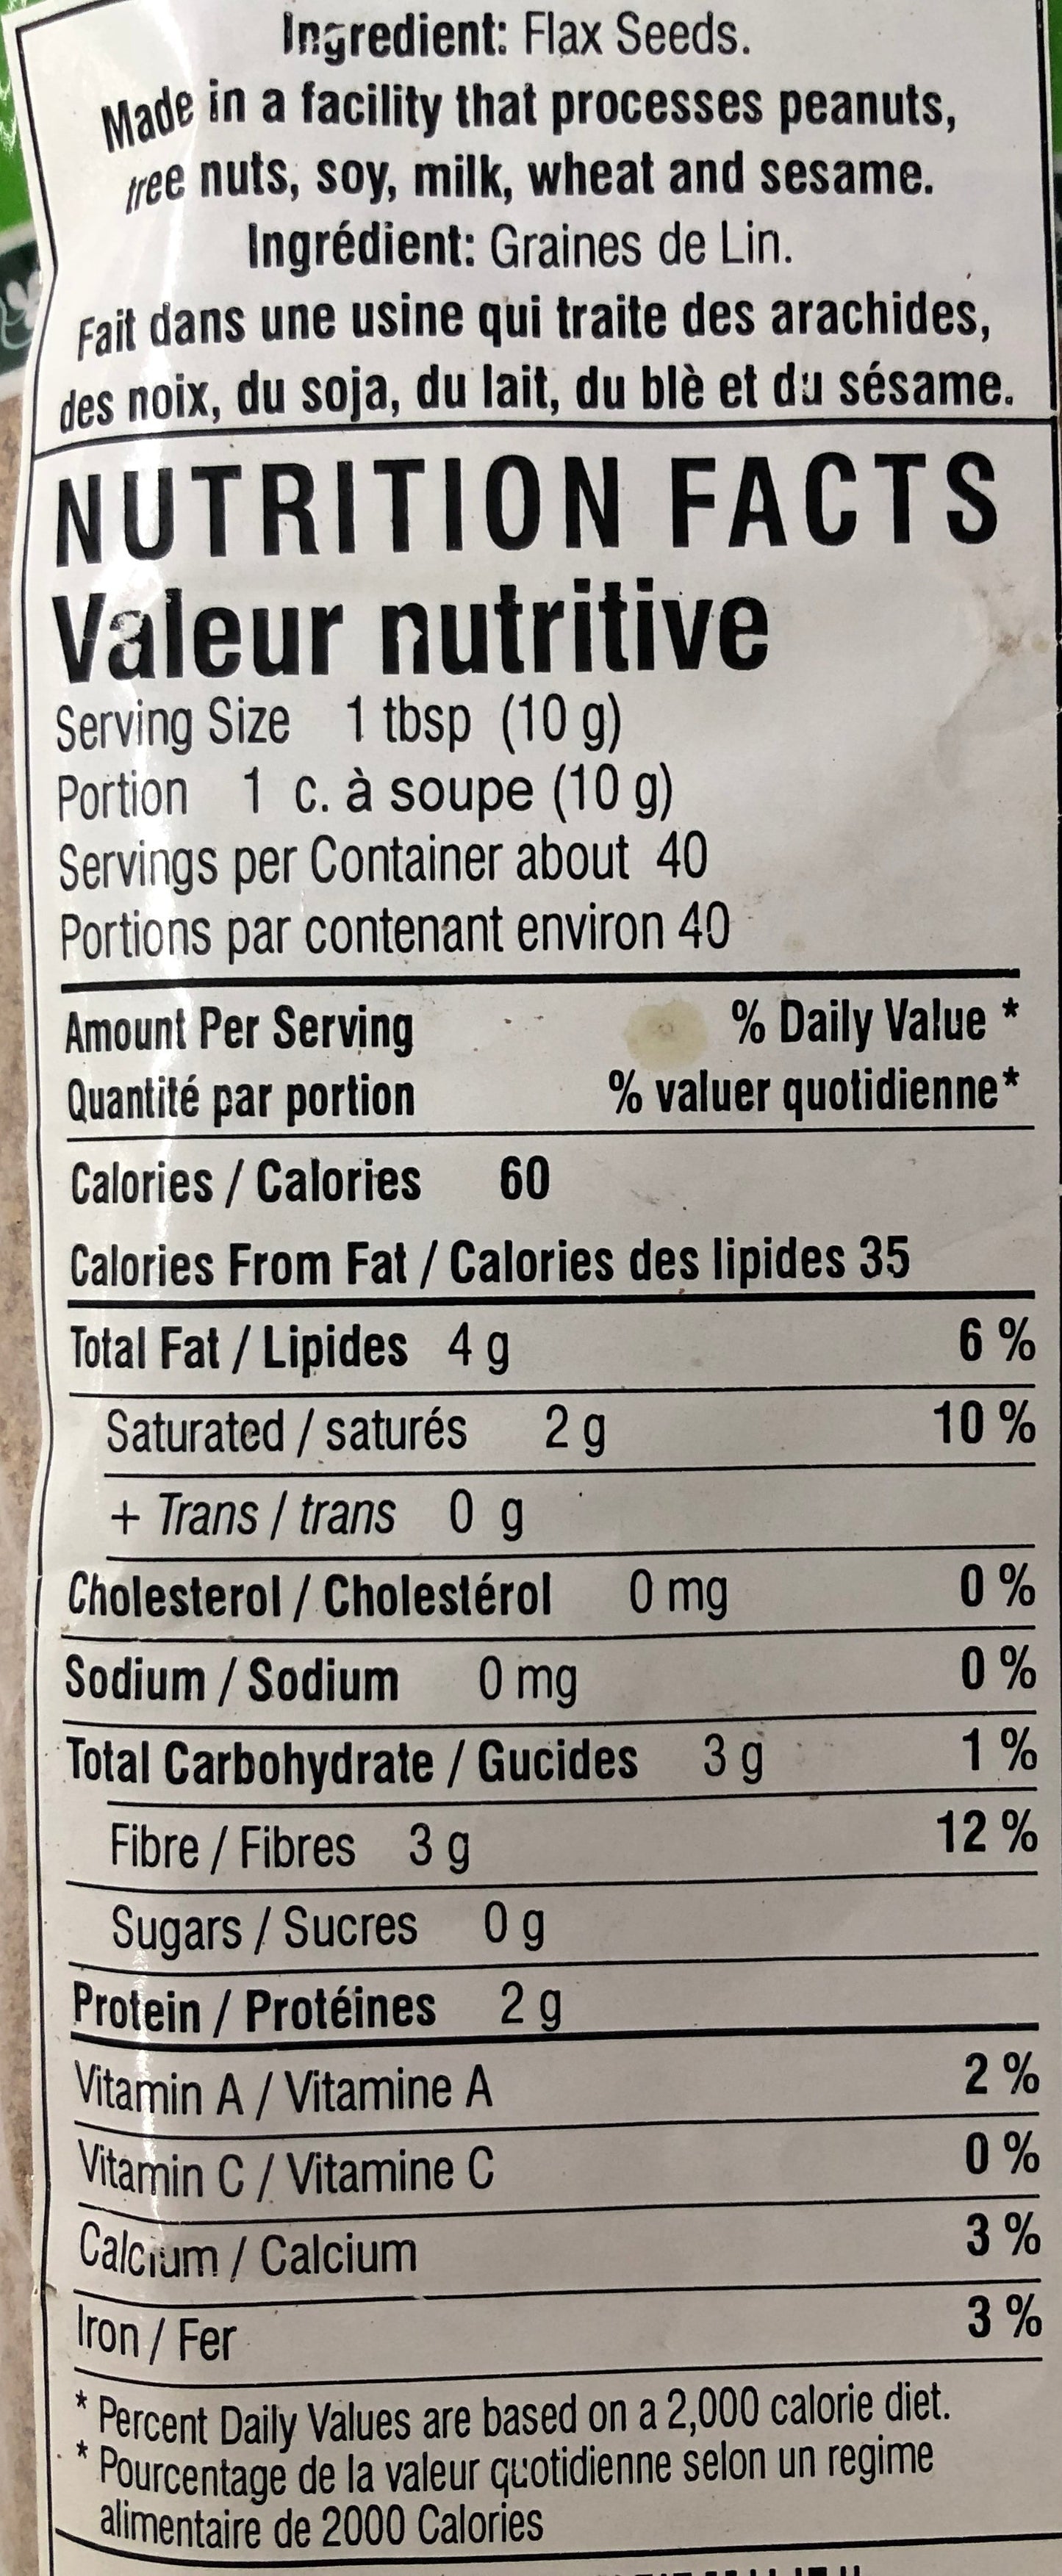 Ingredient: Flax Seeds.
Made in a facility that processes peanuts,
tree nuts, soy, milk, wheat and sesame.
Ingrédient: Graines de Lin.
Fait dans une usine qui traite des arachides,
des noix, du soja, du lait, du blè et du sésame.
NUTRITION FACTS
Valeur nutritive
Serving Size 1 tbsp (10 g)
Portion 1 c. à soupe (10 g)
Servings per Container about 40
Portions par contenant environ 40
Amount Per Serving % Daily Value *
Quantité par portion % valuer quotidienne*
Calories / Calories 60
Calories From Fat / Calories des lipides 35
Total Fat / Lipides 4 g 6 %
Saturated / saturés 2 g 10 %
+ Trans / trans 0 g
Cholesterol / Cholestérol 0 mg 0 %
Sodium / Sodium 0 mg 0 %
Total Carbohydrate / Gucides 3 g 1 %
Fibre / Fibres 3 g 12 %
Sugars / Sucres 0 g
Protein / Protéines 2 g
Vitamin A / Vitamine A 2 %
Vitamin C / Vitamine C 0 %
Calcium / Calcium 3 %
Iron / Fer 3 %
* Percent Daily Values are based on a 2,000 calorie diet.
* Pourcentage de la valeur quotidienne selon un regime
alimentaire de 2000 Calories